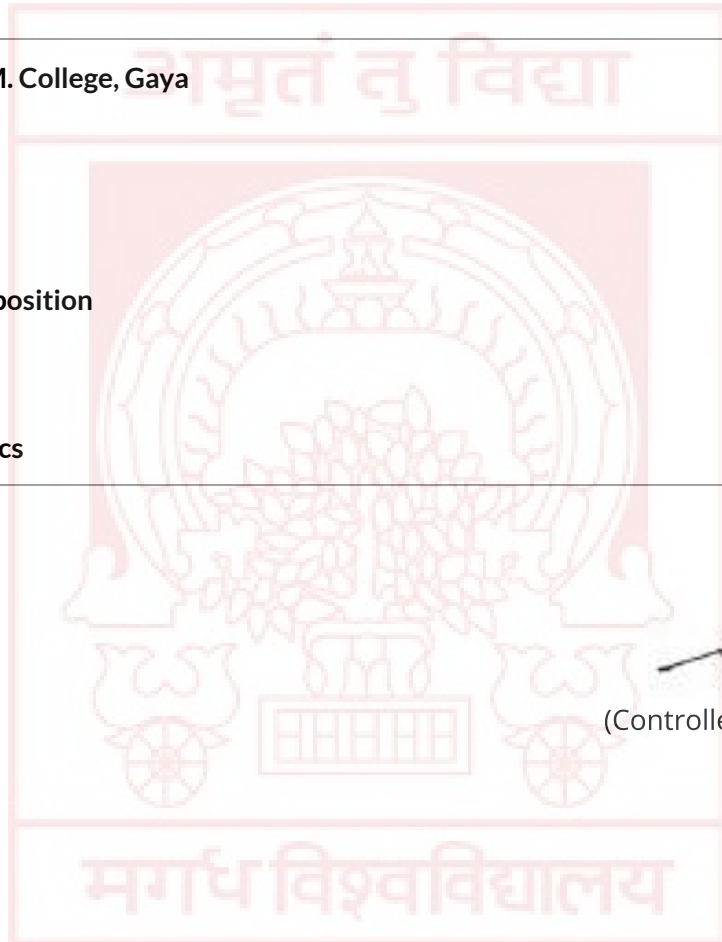 अमृतं तु विद्या
M. College, Gaya
position
cs
(Controlle
मगध विश्वविद्यालय